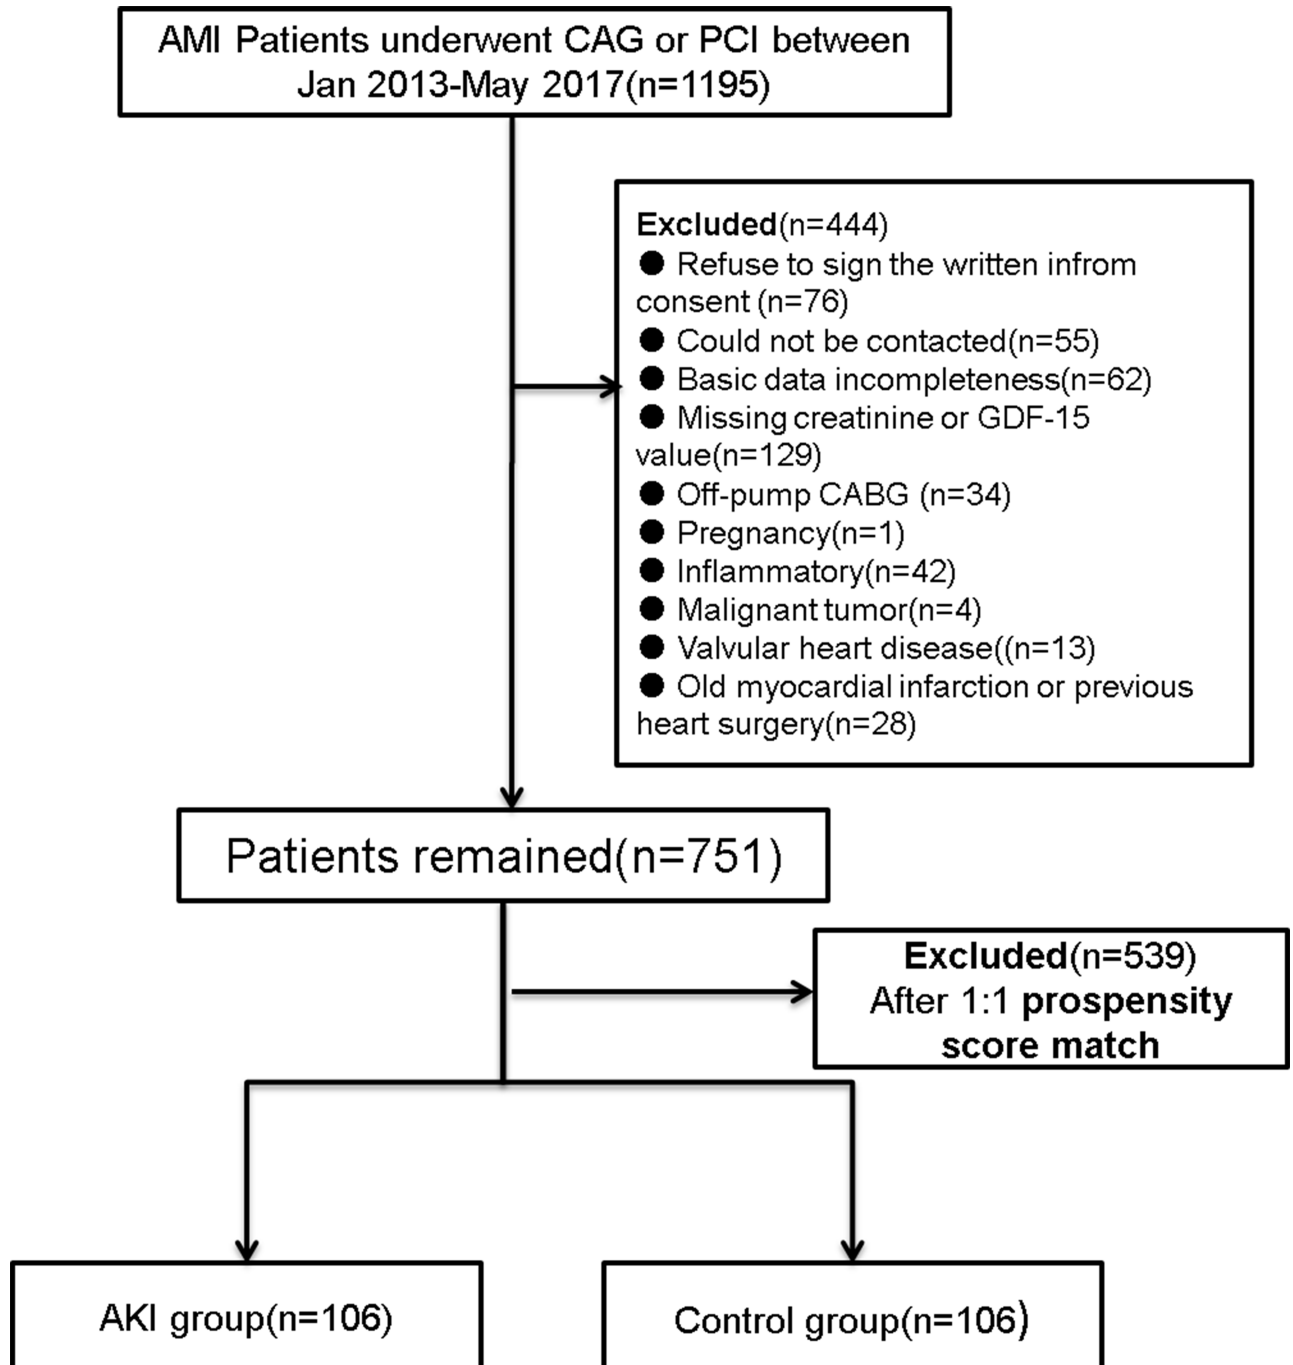 AMI Patients underwent CAG or PCI between
Jan 2013-May 2017(n=1195)
Excluded(n=444)
● Refuse to sign the written infrom
consent (n=76)
● Could not be contacted(n=55)
● Basic data incompleteness(n=62)
● Missing creatinine or GDF-15
value(n=129)
● Off-pump CABG (n=34)
● Pregnancy(n=1)
● Inflammatory(n=42)
● Malignant tumor(n=4)
● Valvular heart disease((n=13)
● Old myocardial infarction or previous
heart surgery(n=28)
Patients remained(n=751)
Excluded(n=539)
After 1:1 prospensity
score match
AKI group(n=106)
Control group(n=106)